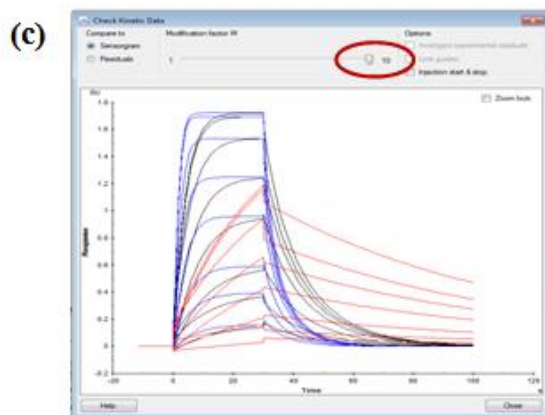 (c)
Check Kinetic Data
Compare to
Modification factor M
Options
Sensorgram
Residuals
1
10
Injection start & stop
RU
Zoom lock
1.8
1.6
1.4
1.2
1
0.8
0.6
0.4
0.2
0
-0.2
-20
0
20
40
60
80
100
120
Response
Time
s
Help
Close